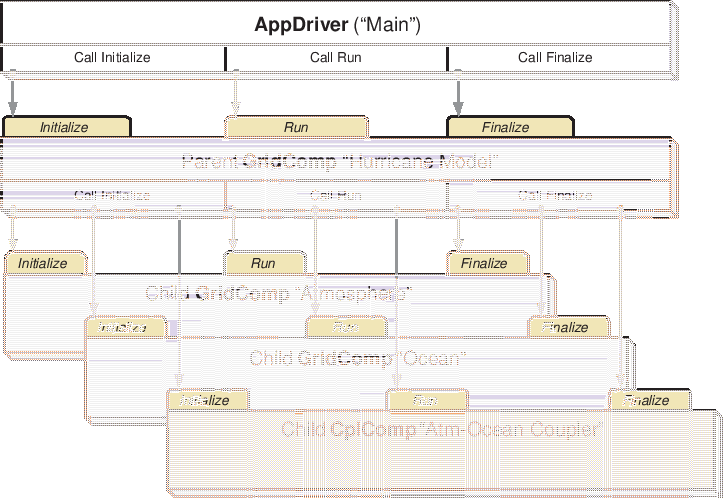 AppDriver (“Main”)
Call Initialize Call Run Call Finalize
Initialize Run Finalize
Parent GridComp “Hurricane Model”
Call Initialize Call Run Call Finalize
Initialize Run Finalize
Child GridComp “Atmosphere”
Initialize Run Finalize
Child GridComp “Ocean”
Initialize Run Finalize
Child CplComp “Atm-Ocean Coupler”